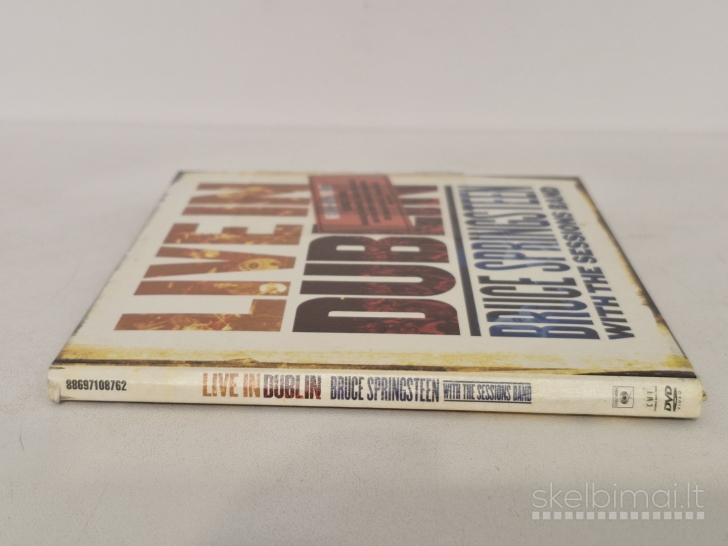 LIVE IN
DUBLIN
BRUCE SPRINGSTEEN
WITH THE SESSIONS BAND
88697108762 LIVE IN DUBLIN BRUCE SPRINGSTEEN WITH THE SESSIONS BAND DVD
skelbimai.lt